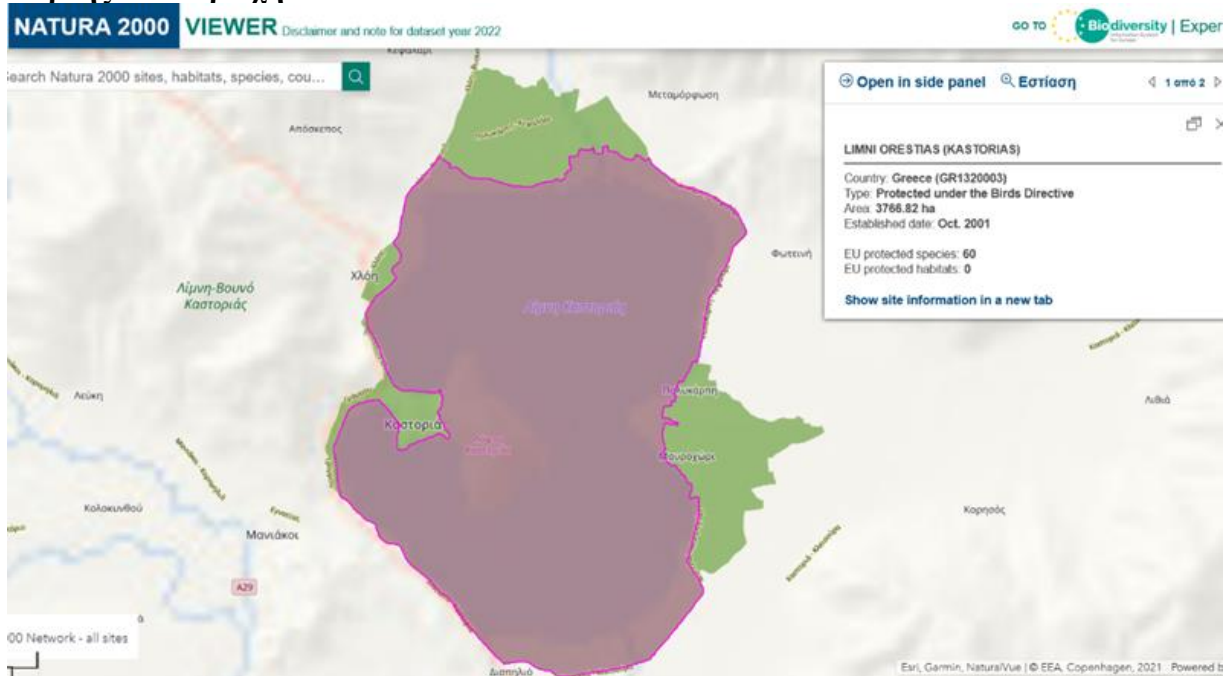 NATURA 2000 VIEWER Disclaimer and note for dataset year 2022
GO TO Biodiversity | Exper
Search Natura 2000 sites, habitats, species, cou...
Open in side panel Εστίαση 1 από 2
LIMNI ORESTIAS (KASTORIAS)
Country: Greece (GR1320003)
Type: Protected under the Birds Directive
Area: 3766.82 ha
Established date: Oct. 2001
EU protected species: 60
EU protected habitats: 0
Show site information in a new tab
Μεταμόρφωση
Απόσκεπος
Φωτεινή
Χλόη
Λίμνη-Βουνό
Καστοριάς
Λίμνη Καστοριάς
Πολυκάρπη
Λεύκη
Λιθιά
Καστοριά
Μαυροχώρι
Κολοκυνθού
Κορησός
Μανιάκοι
A29
00 Network - all sites
Δισπηλιό
Esri, Garmin, NaturalVue | © EEA, Copenhagen, 2021 Powered b